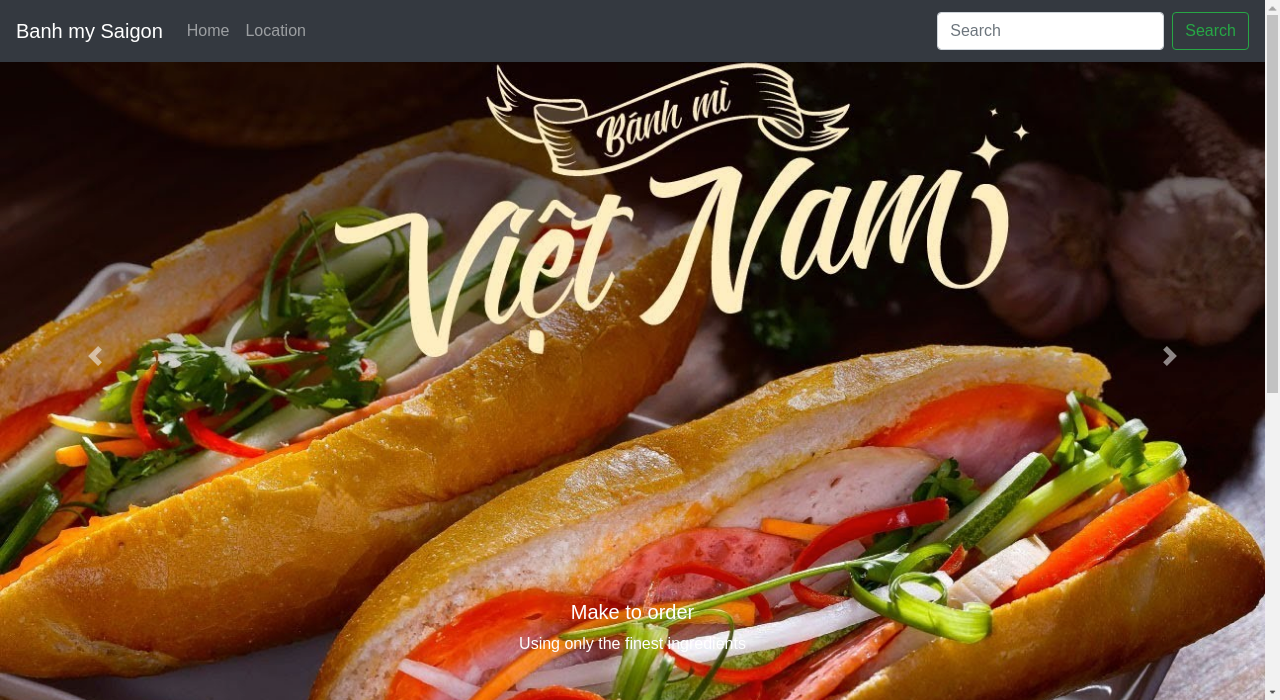 Banh my Saigon
Home
Location
Search
Search
Bánh mì
Việt Nam
Make to order
Using only the finest ingredients